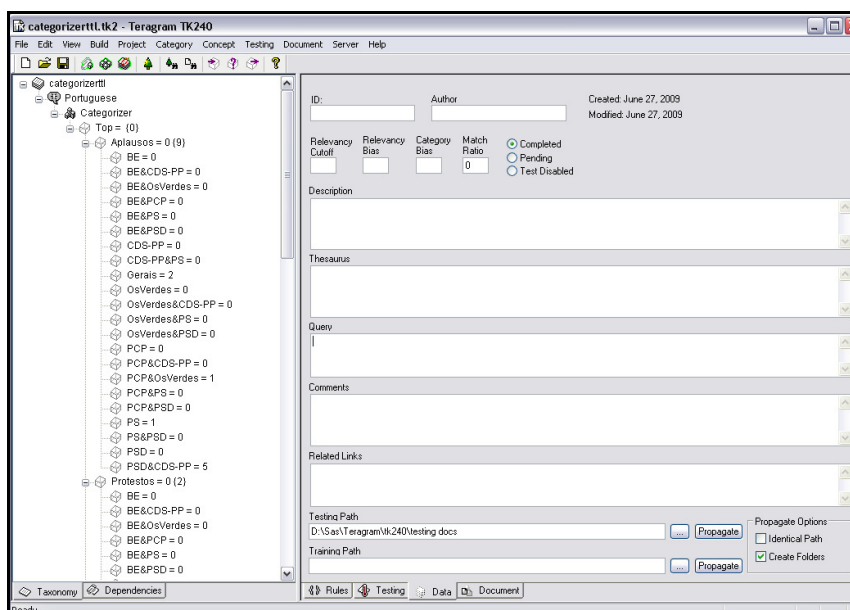 categorizerttl.tk2 - Teragram TK240
File Edit View Build Project Category Concept Testing Document Server Help
categorizerttl
Portuguese
Categorizer
Top = {0}
Aplausos = 0 {9}
BE = 0
BE&CDS-PP = 0
BE&OsVerdes = 0
BE&PCP = 0
BE&PS = 0
BE&PSD = 0
CDS-PP = 0
CDS-PP&PS = 0
Gerais = 2
OsVerdes = 0
OsVerdes&CDS-PP = 0
OsVerdes&PS = 0
OsVerdes&PSD = 0
PCP = 0
PCP&CDS-PP = 0
PCP&OsVerdes = 1
PCP&PS = 0
PCP&PSD = 0
PS = 1
PS&PSD = 0
PSD = 0
PSD&CDS-PP = 5
Protestos = 0 {2}
BE = 0
BE&CDS-PP = 0
BE&OsVerdes = 0
BE&PCP = 0
BE&PS = 0
BE&PSD = 0
Taxonomy Dependencies
ID: Author Created: June 27, 2009
Modified: June 27, 2009
Relevancy Cutoff Relevancy Bias Category Bias Match Ratio
0
Completed
Pending
Test Disabled
Description
Thesaurus
Query
Comments
Related Links
Testing Path
D:\Sas\Teragram\tk240\testing docs ... Propagate
Training Path
... Propagate
Propagate Options
Identical Path
Create Folders
Rules Testing Data Document
Ready